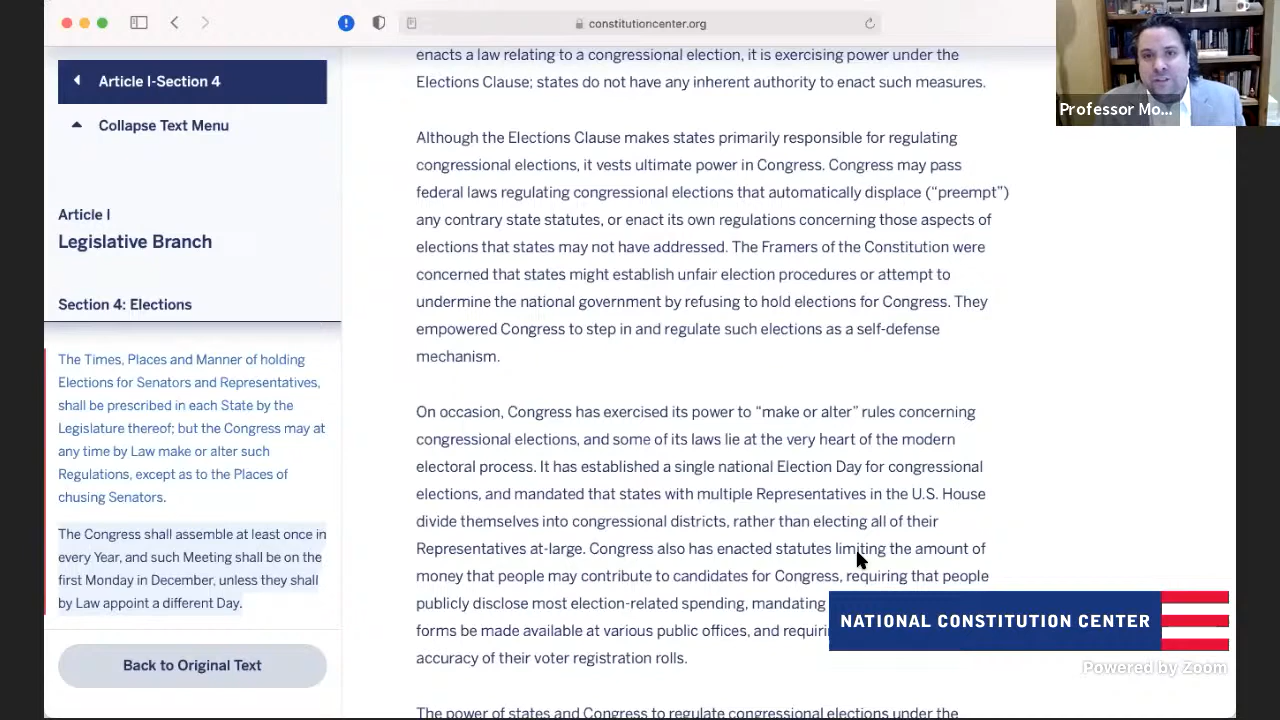 constitutioncenter.org
Professor Mo...
Article I-Section 4
Collapse Text Menu
Article I
Legislative Branch
Section 4: Elections
The Times, Places and Manner of holding
Elections for Senators and Representatives,
shall be prescribed in each State by the
Legislature thereof; but the Congress may at
any time by Law make or alter such
Regulations, except as to the Places of
chusing Senators.
The Congress shall assemble at least once in
every Year, and such Meeting shall be on the
first Monday in December, unless they shall
by Law appoint a different Day.
Back to Original Text
enacts a law relating to a congressional election, it is exercising power under the
Elections Clause; states do not have any inherent authority to enact such measures.
Although the Elections Clause makes states primarily responsible for regulating
congressional elections, it vests ultimate power in Congress. Congress may pass
federal laws regulating congressional elections that automatically displace (“preempt”)
any contrary state statutes, or enact its own regulations concerning those aspects of
elections that states may not have addressed. The Framers of the Constitution were
concerned that states might establish unfair election procedures or attempt to
undermine the national government by refusing to hold elections for Congress. They
empowered Congress to step in and regulate such elections as a self-defense
mechanism.
On occasion, Congress has exercised its power to “make or alter” rules concerning
congressional elections, and some of its laws lie at the very heart of the modern
electoral process. It has established a single national Election Day for congressional
elections, and mandated that states with multiple Representatives in the U.S. House
divide themselves into congressional districts, rather than electing all of their
Representatives at-large. Congress also has enacted statutes limiting the amount of
money that people may contribute to candidates for Congress, requiring that people
publicly disclose most election-related spending, mandating
forms be made available at various public offices, and
accuracy of their voter registration rolls.
The power of states and Congress to regulate congressional elections under the
NATIONAL CONSTITUTION CENTER
Powered by Zoom